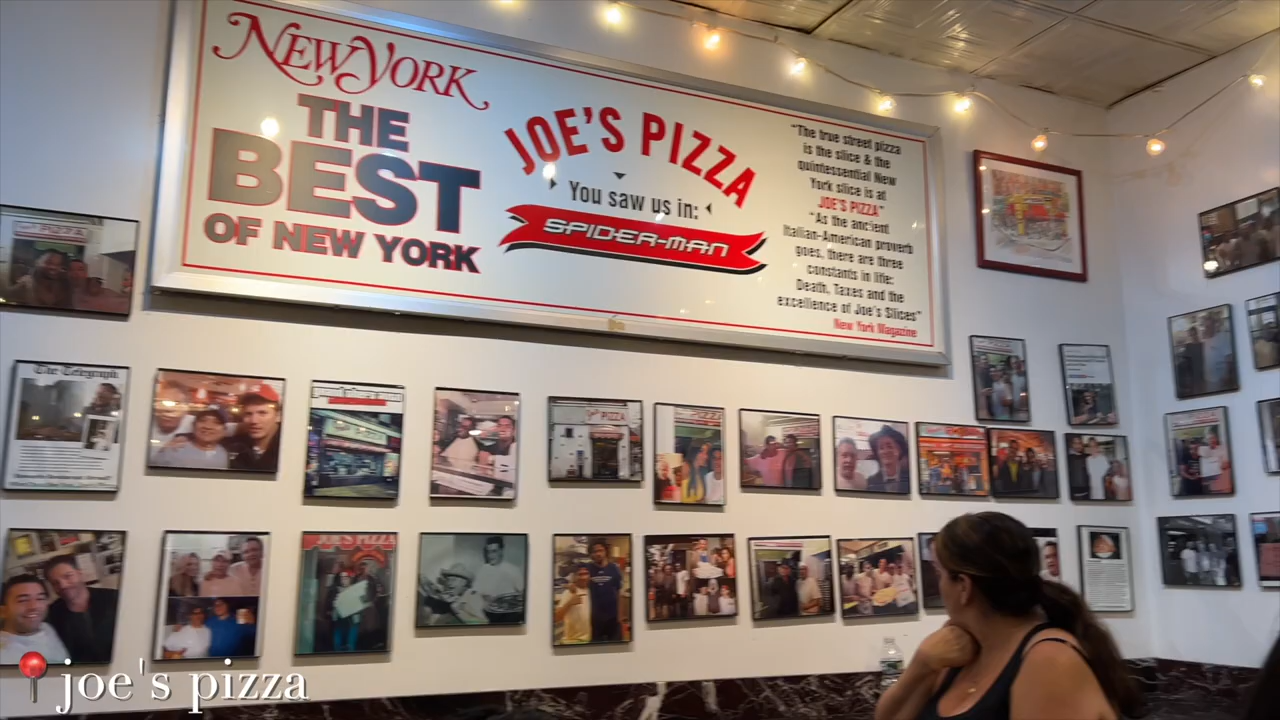 NEW YORK
THE
BEST
OF NEW YORK
JOE'S PIZZA
You saw us in:
SPIDER-MAN
"The true street pizza
is the slice & the
quintessential New
York slice is at
JOE'S PIZZA"
"As the ancient
Italian-American proverb
goes, there are three
constants in life:
Death, Taxes and the
excellence of Joe's Slices"
New York Magazine
The Telegraph
PIZZA
JOE'S PIZZA
joe's pizza